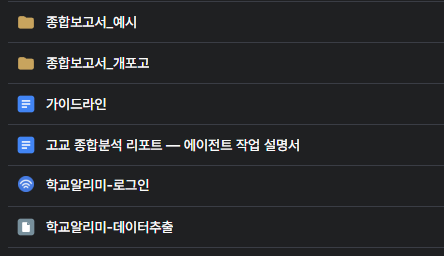 종합보고서_예시
종합보고서_개포고
가이드라인
고교 종합분석 리포트 — 에이전트 작업 설명서
학교알리미-로그인
학교알리미-데이터추출